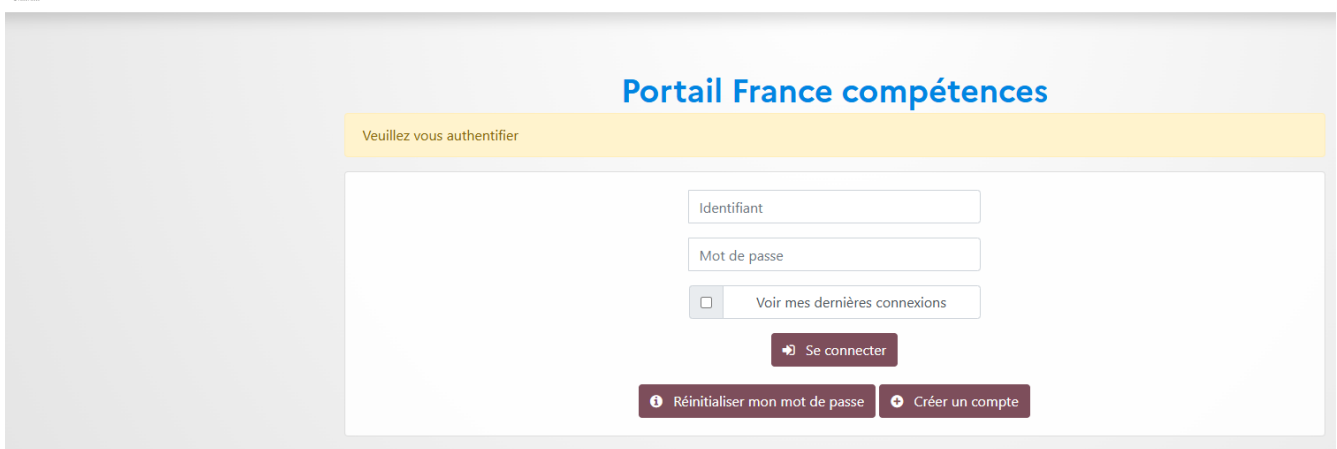 Portail France compétences
Veuillez vous authentifier
Identifiant
Mot de passe
Voir mes dernières connexions
Se connecter
Réinitialiser mon mot de passe Créer un compte